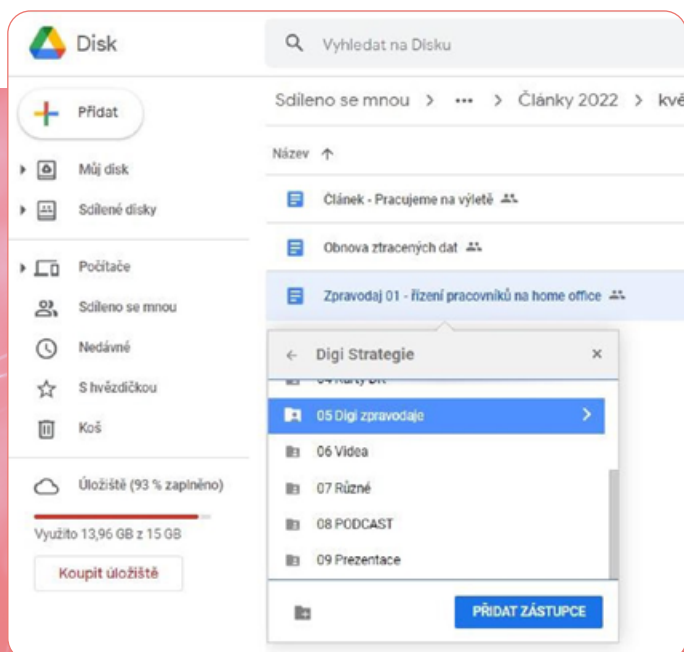 Disk
Vyhledat na Disku
Přidat
Můj disk
Sdílené disky
Počítače
Sdíleno se mnou
Nedávné
S hvězdičkou
Koš
Úložiště (93 % zaplněno)
Využito 13,96 GB z 15 GB
Koupit úložiště
Sdíleno se mnou > ... > Články 2022 > kvě
Název
Článek - Pracujeme na výletě
Obnova ztracených dat
Zpravodaj 01 - řízení pracovníků na home office
Digi Strategie
04 Karty DR
05 Digi zpravodaje
06 Videa
07 Různé
08 PODCAST
09 Prezentace
PŘIDAT ZÁSTUPCE